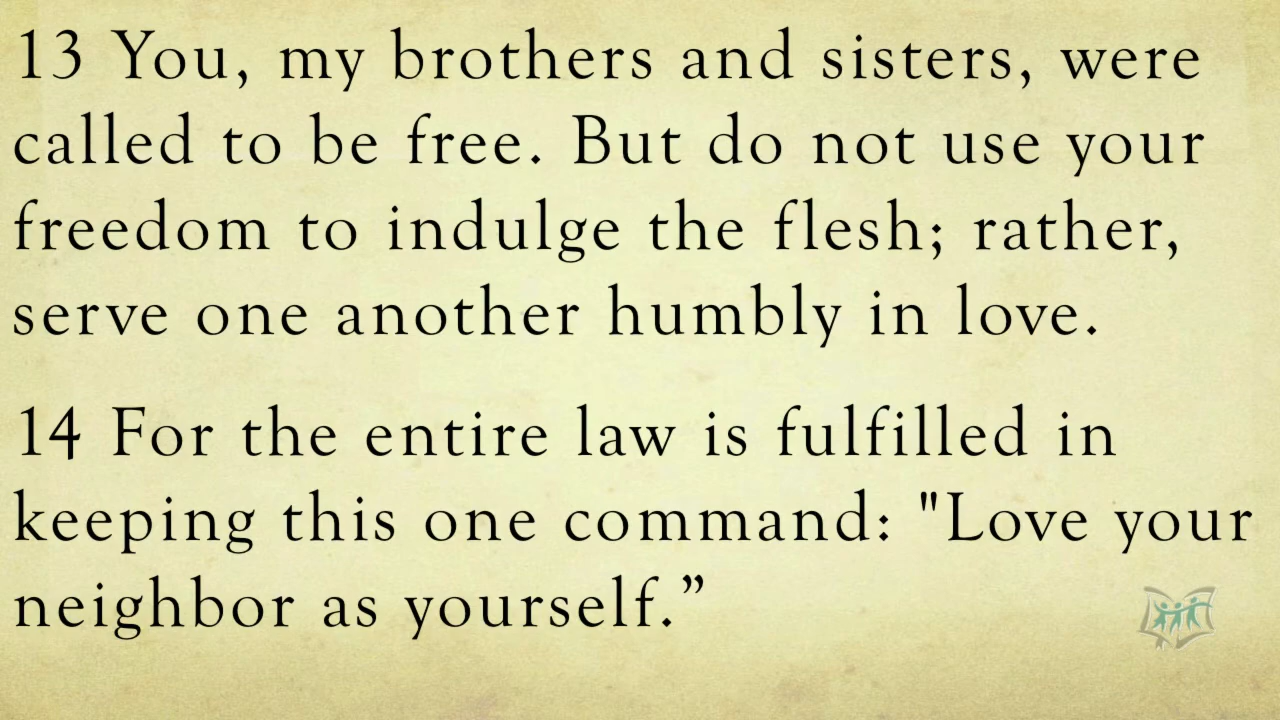 13 You, my brothers and sisters, were
called to be free. But do not use your
freedom to indulge the flesh; rather,
serve one another humbly in love.
14 For the entire law is fulfilled in
keeping this one command: "Love your
neighbor as yourself.”